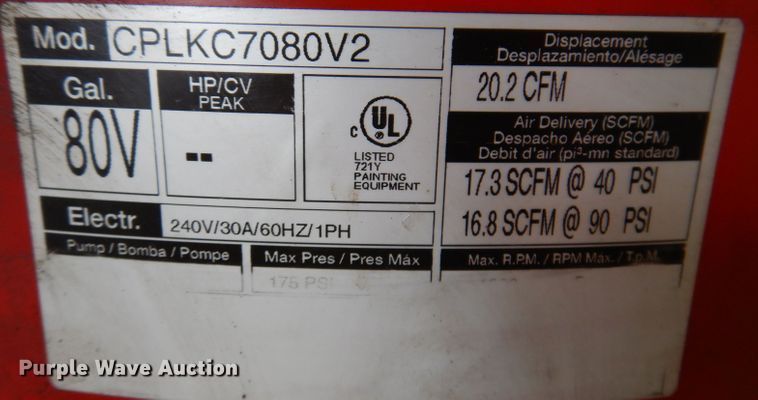 Mod. CPLKC7080V2
Gal.
80V
HP/CV
PEAK
--
C UL
LISTED
721Y
PAINTING
EQUIPMENT
Electr. 240V/30A/60HZ/1PH
Displacement
Desplazamiento/Alésage
20.2 CFM
Air Delivery (SCFM)
Despacho Aéreo (SCFM)
Debit d'air (pi³-mn standard)
17.3 SCFM @ 40 PSI
16.8 SCFM @ 90 PSI
Pump / Bomba / Pompe
Max Pres / Pres Máx
175 PSI
Max. R.P.M. / RPM Max. / T.p.M.
Purple Wave Auction